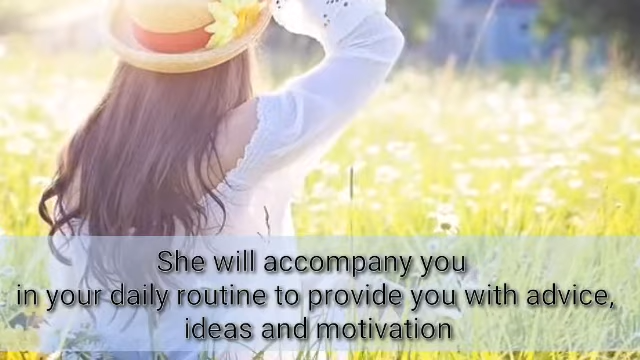 She will accompany you
in your daily routine to provide you with advice,
ideas and motivation